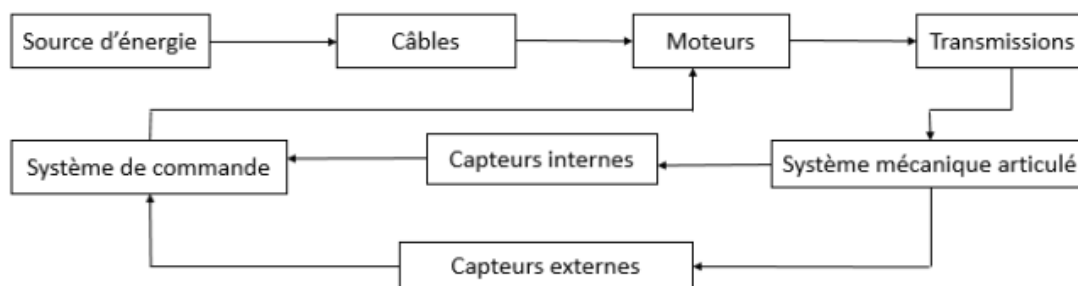 Source d'énergie
Câbles
Moteurs
Transmissions
Système de commande
Capteurs internes
Système mécanique articulé
Capteurs externes